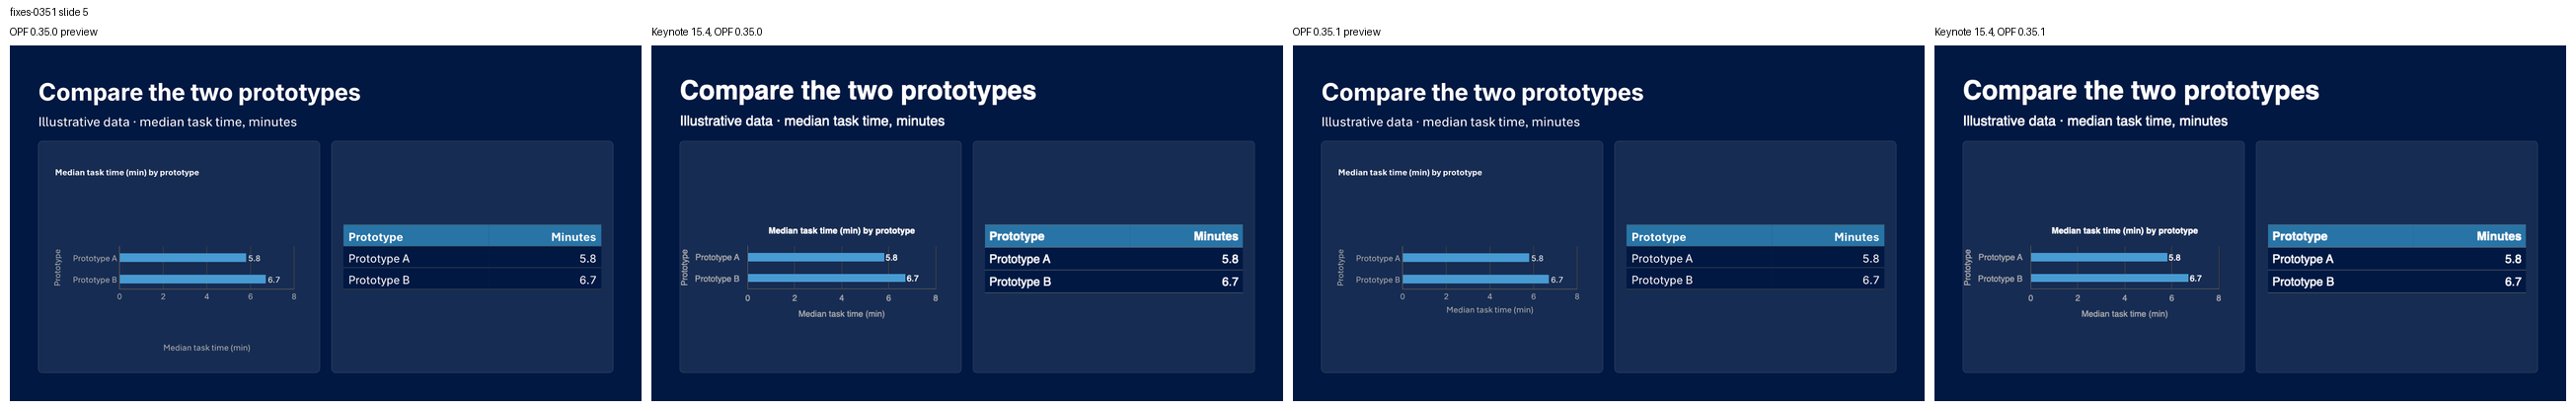 fixes-0351 slide 5
OPF 0.35.0 preview
Compare the two prototypes
Illustrative data · median task time, minutes
Median task time (min) by prototype
Prototype
Prototype A
5.8
Prototype B
6.7
0 2 4 6 8
Median task time (min)
Prototype Minutes
Prototype A 5.8
Prototype B 6.7
Keynote 15.4, OPF 0.35.0
Compare the two prototypes
Illustrative data · median task time, minutes
Median task time (min) by prototype
Prototype
Prototype A
5.8
Prototype B
6.7
0 2 4 6 8
Median task time (min)
Prototype Minutes
Prototype A 5.8
Prototype B 6.7
OPF 0.35.1 preview
Compare the two prototypes
Illustrative data · median task time, minutes
Median task time (min) by prototype
Prototype
Prototype A
5.8
Prototype B
6.7
0 2 4 6 8
Median task time (min)
Prototype Minutes
Prototype A 5.8
Prototype B 6.7
Keynote 15.4, OPF 0.35.1
Compare the two prototypes
Illustrative data · median task time, minutes
Median task time (min) by prototype
Prototype
Prototype A
5.8
Prototype B
6.7
0 2 4 6 8
Median task time (min)
Prototype Minutes
Prototype A 5.8
Prototype B 6.7